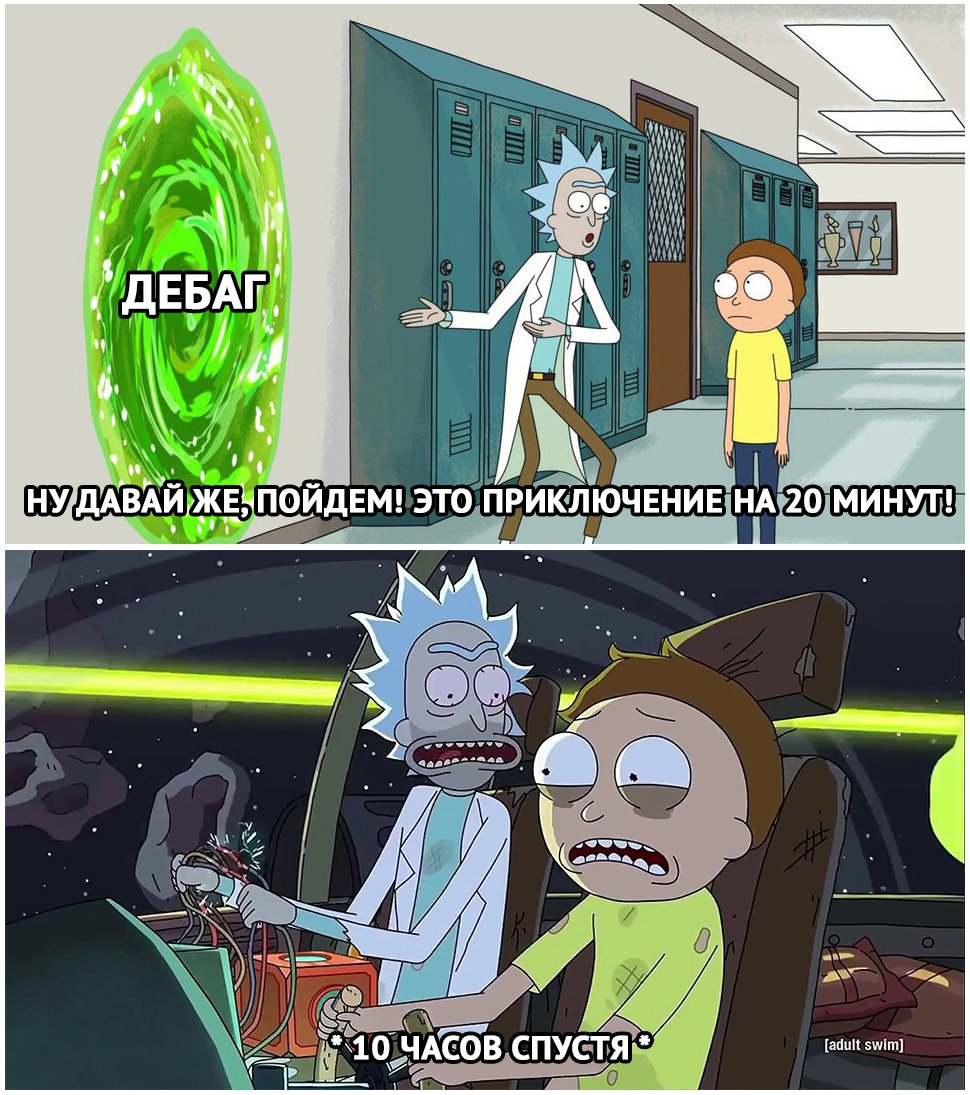 ДЕБАГ
НУ ДАВАЙ ЖЕ, ПОЙДЕМ! ЭТО ПРИКЛЮЧЕНИЕ НА 20 МИНУТ!
* 10 ЧАСОВ СПУСТЯ *
[adult swim]